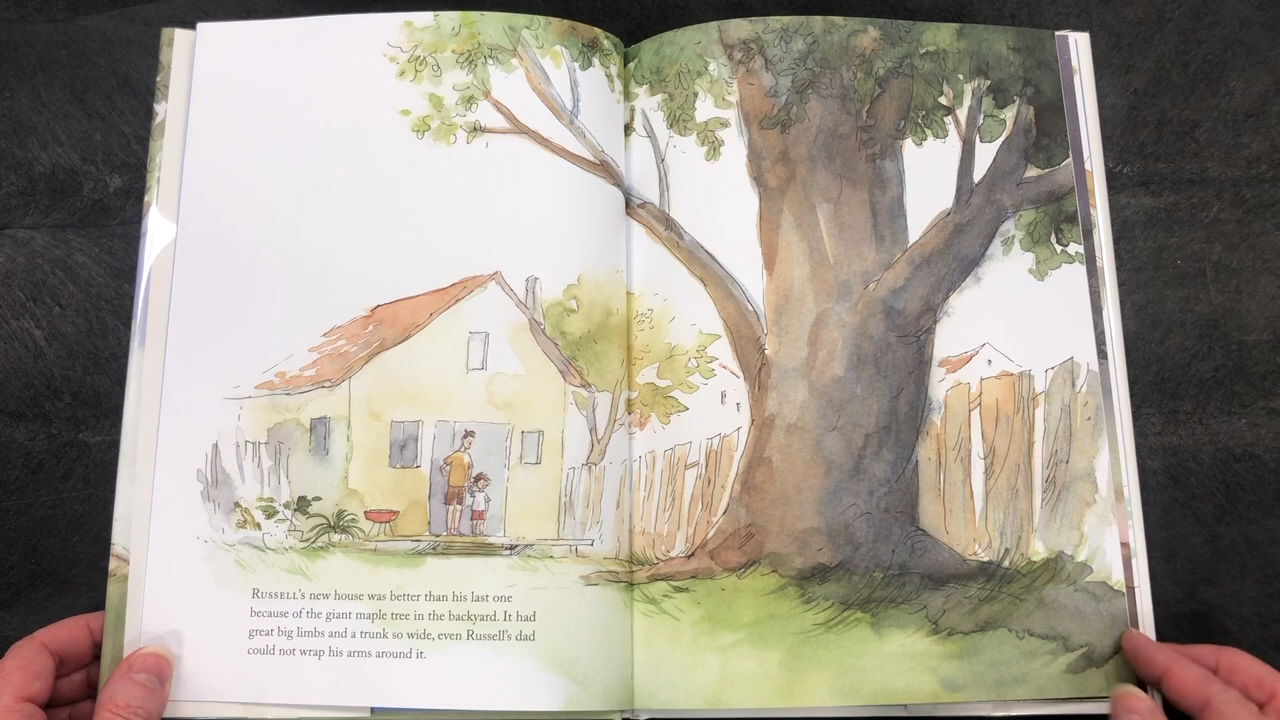 RUSSELL's new house was better than his last one
because of the giant maple tree in the backyard. It had
great big limbs and a trunk so wide, even Russell's dad
could not wrap his arms around it.